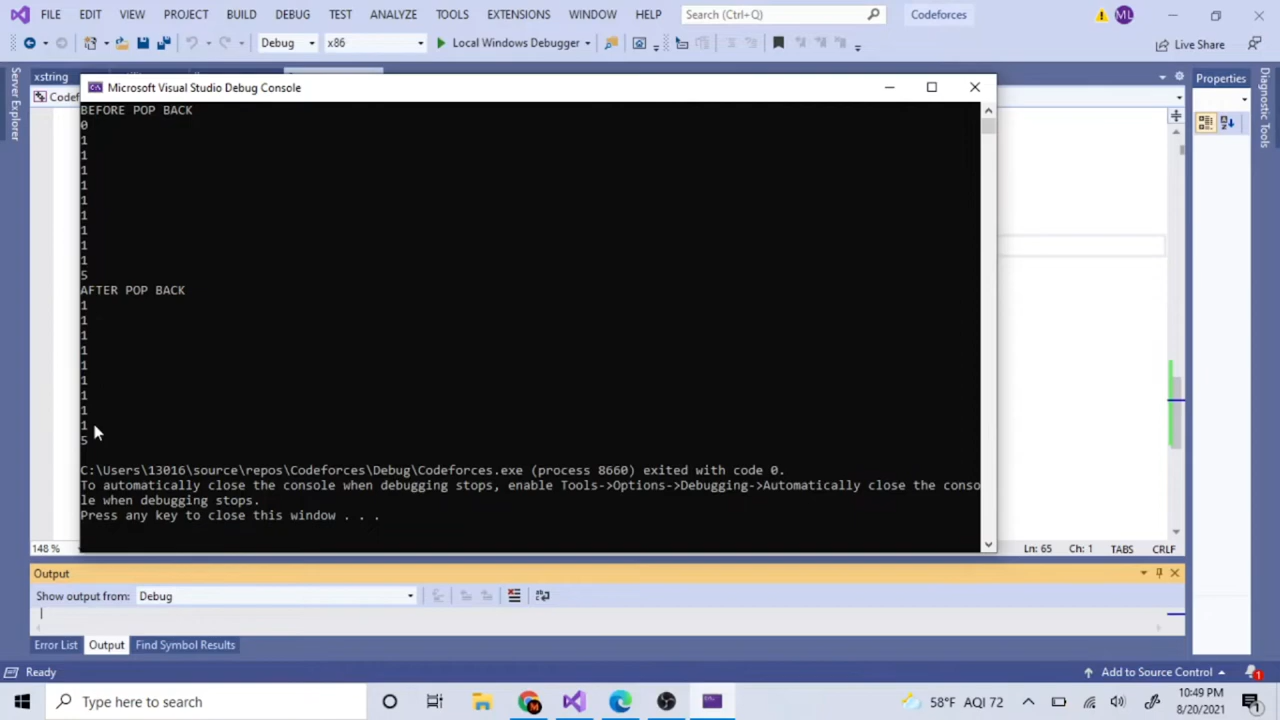 FILE EDIT VIEW PROJECT BUILD DEBUG TEST ANALYZE TOOLS EXTENSIONS WINDOW HELP Search (Ctrl+Q) Codeforces ML
Debug x86 Local Windows Debugger Live Share
Server Explorer
xstring
Codef
Microsoft Visual Studio Debug Console
BEFORE POP BACK
0
1
1
1
1
1
1
1
1
1
5
AFTER POP BACK
1
1
1
1
1
1
1
1
1
5
C:\Users\13016\source\repos\Codeforces\Debug\Codeforces.exe (process 8660) exited with code 0.
To automatically close the console when debugging stops, enable Tools->Options->Debugging->Automatically close the conso
le when debugging stops.
Press any key to close this window . . .
Properties
Diagnostic Tools
148 % Ln: 65 Ch: 1 TABS CRLF
Output
Show output from: Debug
Error List Output Find Symbol Results
Ready Add to Source Control 1
Type here to search 58°F AQI 72 10:49 PM
8/20/2021 1